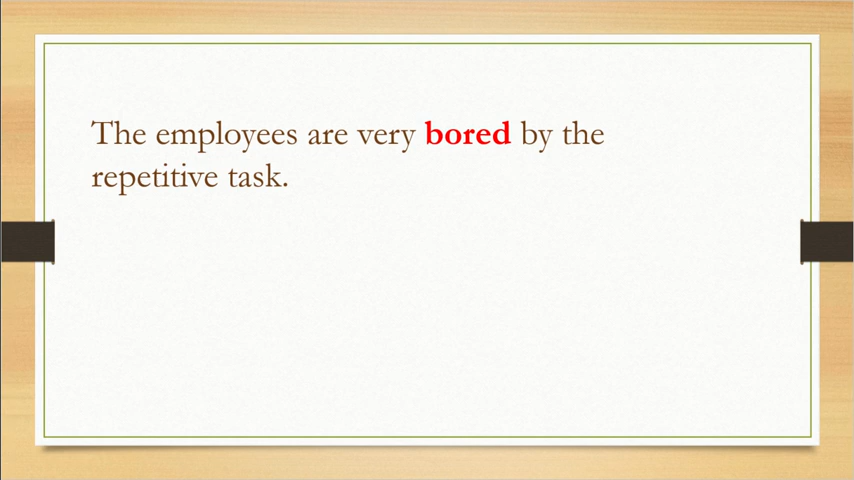 The employees are very bored by the
repetitive task.